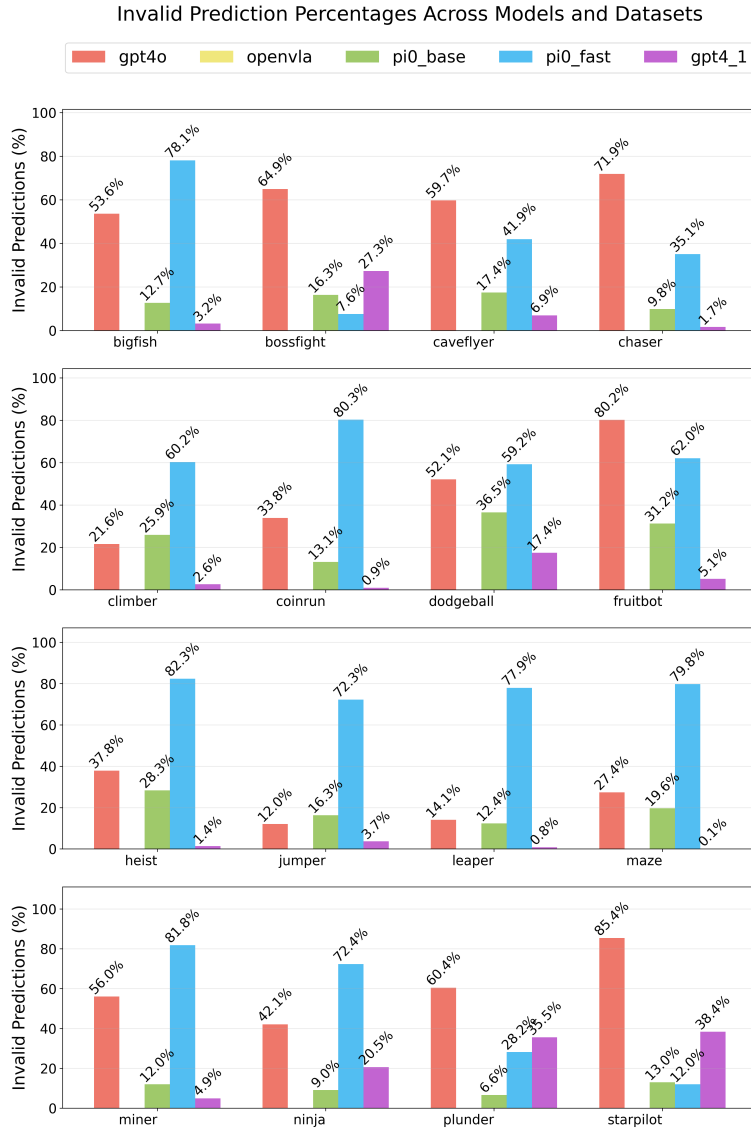 Invalid Prediction Percentages Across Models and Datasets
gpt4o openvla pi0_base pi0_fast gpt4_1
Invalid Predictions (%)
100
80
60
40
20
0
53.6% 12.7% 78.1% 3.2%
64.9% 16.3% 7.6% 27.3%
59.7% 17.4% 41.9% 6.9%
71.9% 9.8% 35.1% 1.7%
bigfish bossfight caveflyer chaser
Invalid Predictions (%)
100
80
60
40
20
0
21.6% 25.9% 60.2% 2.6%
33.8% 13.1% 80.3% 0.9%
52.1% 36.5% 59.2% 17.4%
80.2% 31.2% 62.0% 5.1%
climber coinrun dodgeball fruitbot
Invalid Predictions (%)
100
80
60
40
20
0
37.8% 28.3% 82.3% 1.4%
12.0% 16.3% 72.3% 3.7%
14.1% 12.4% 77.9% 0.8%
27.4% 19.6% 79.8% 0.1%
heist jumper leaper maze
Invalid Predictions (%)
100
80
60
40
20
0
56.0% 12.0% 81.8% 4.9%
42.1% 9.0% 72.4% 20.5%
60.4% 6.6% 28.2% 35.5%
85.4% 13.0% 12.0% 38.4%
miner ninja plunder starpilot